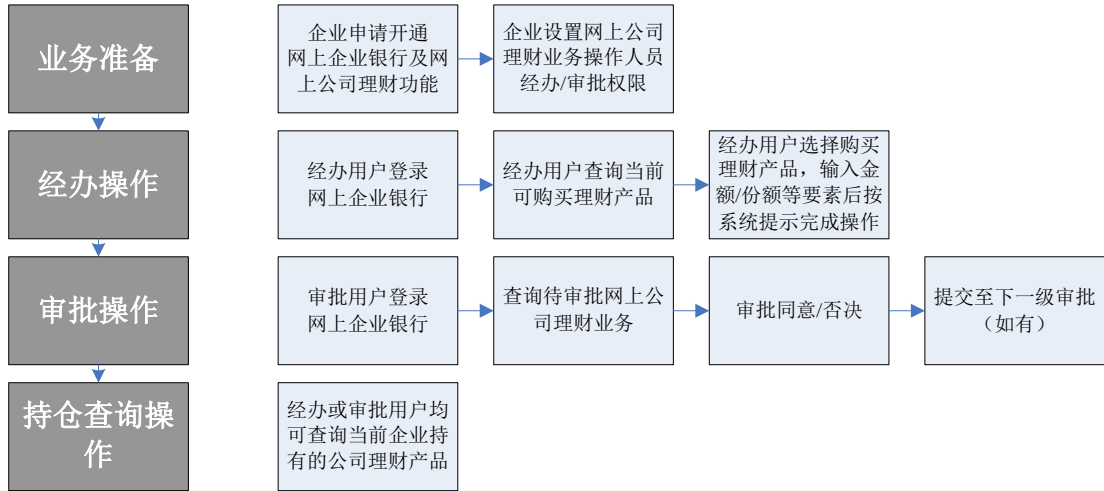 业务准备
企业申请开通
网上企业银行及网
上公司理财功能
企业设置网上公司
理财业务操作人员
经办/审批权限
经办操作
经办用户登录
网上企业银行
经办用户查询当前
可购买理财产品
经办用户选择购买
理财产品，输入金
额/份额等要素后按
系统提示完成操作
审批操作
审批用户登录
网上企业银行
查询待审批网上公
司理财业务
审批同意/否决
提交至下一级审批
（如有）
持仓查询操
作
经办或审批用户均
可查询当前企业持
有的公司理财产品